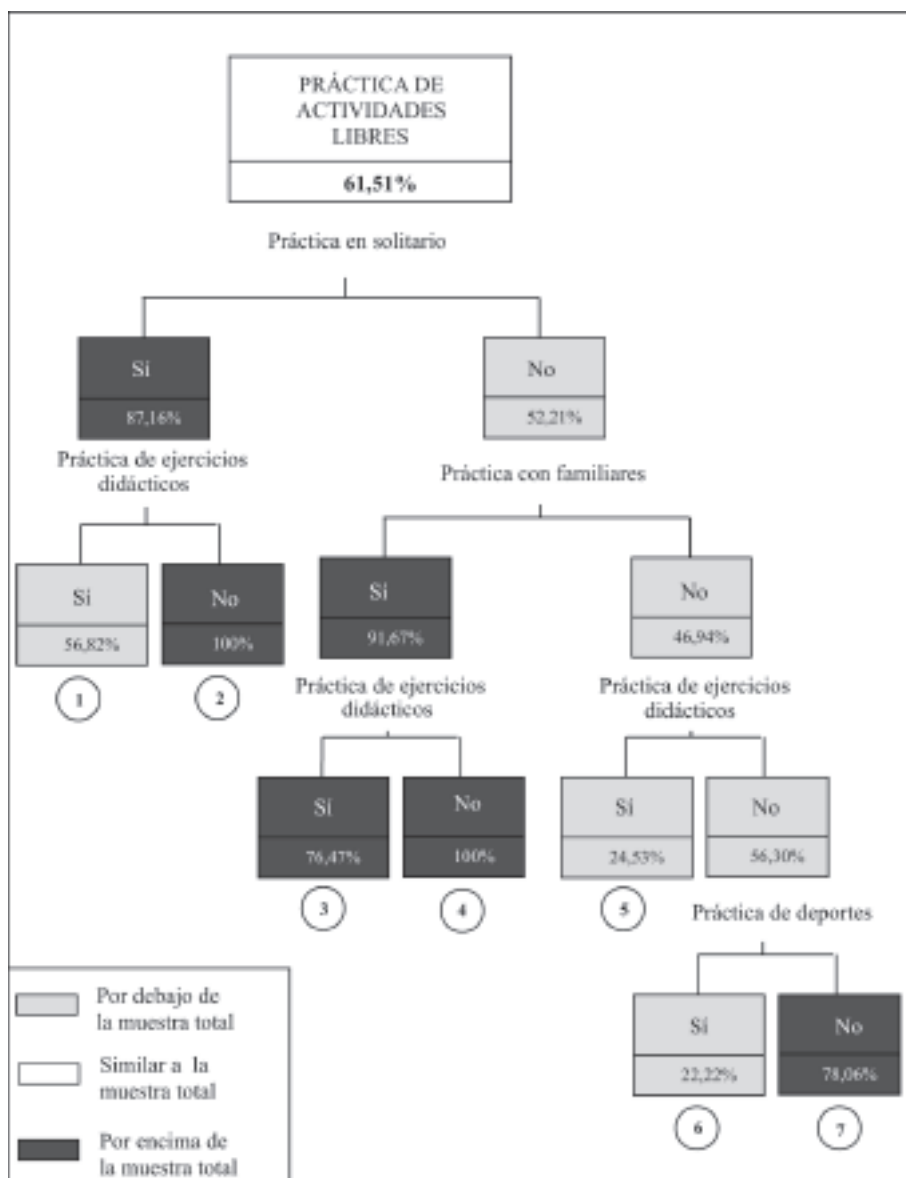 PRÁCTICA DE
ACTIVIDADES
LIBRES
61,51%
Práctica en solitario
Sí
87,16%
No
52,21%
Práctica de ejercicios
didácticos
Práctica con familiares
Sí
56,82%
No
100%
Sí
91,67%
No
46,94%
1
2
Práctica de ejercicios
didácticos
Práctica de ejercicios
didácticos
Sí
76,47%
No
100%
Sí
24,53%
No
56,30%
3
4
5
Práctica de deportes
Sí
22,22%
No
78,06%
6
7
Por debajo de
la muestra total
Similar a la
muestra total
Por encima de
la muestra total